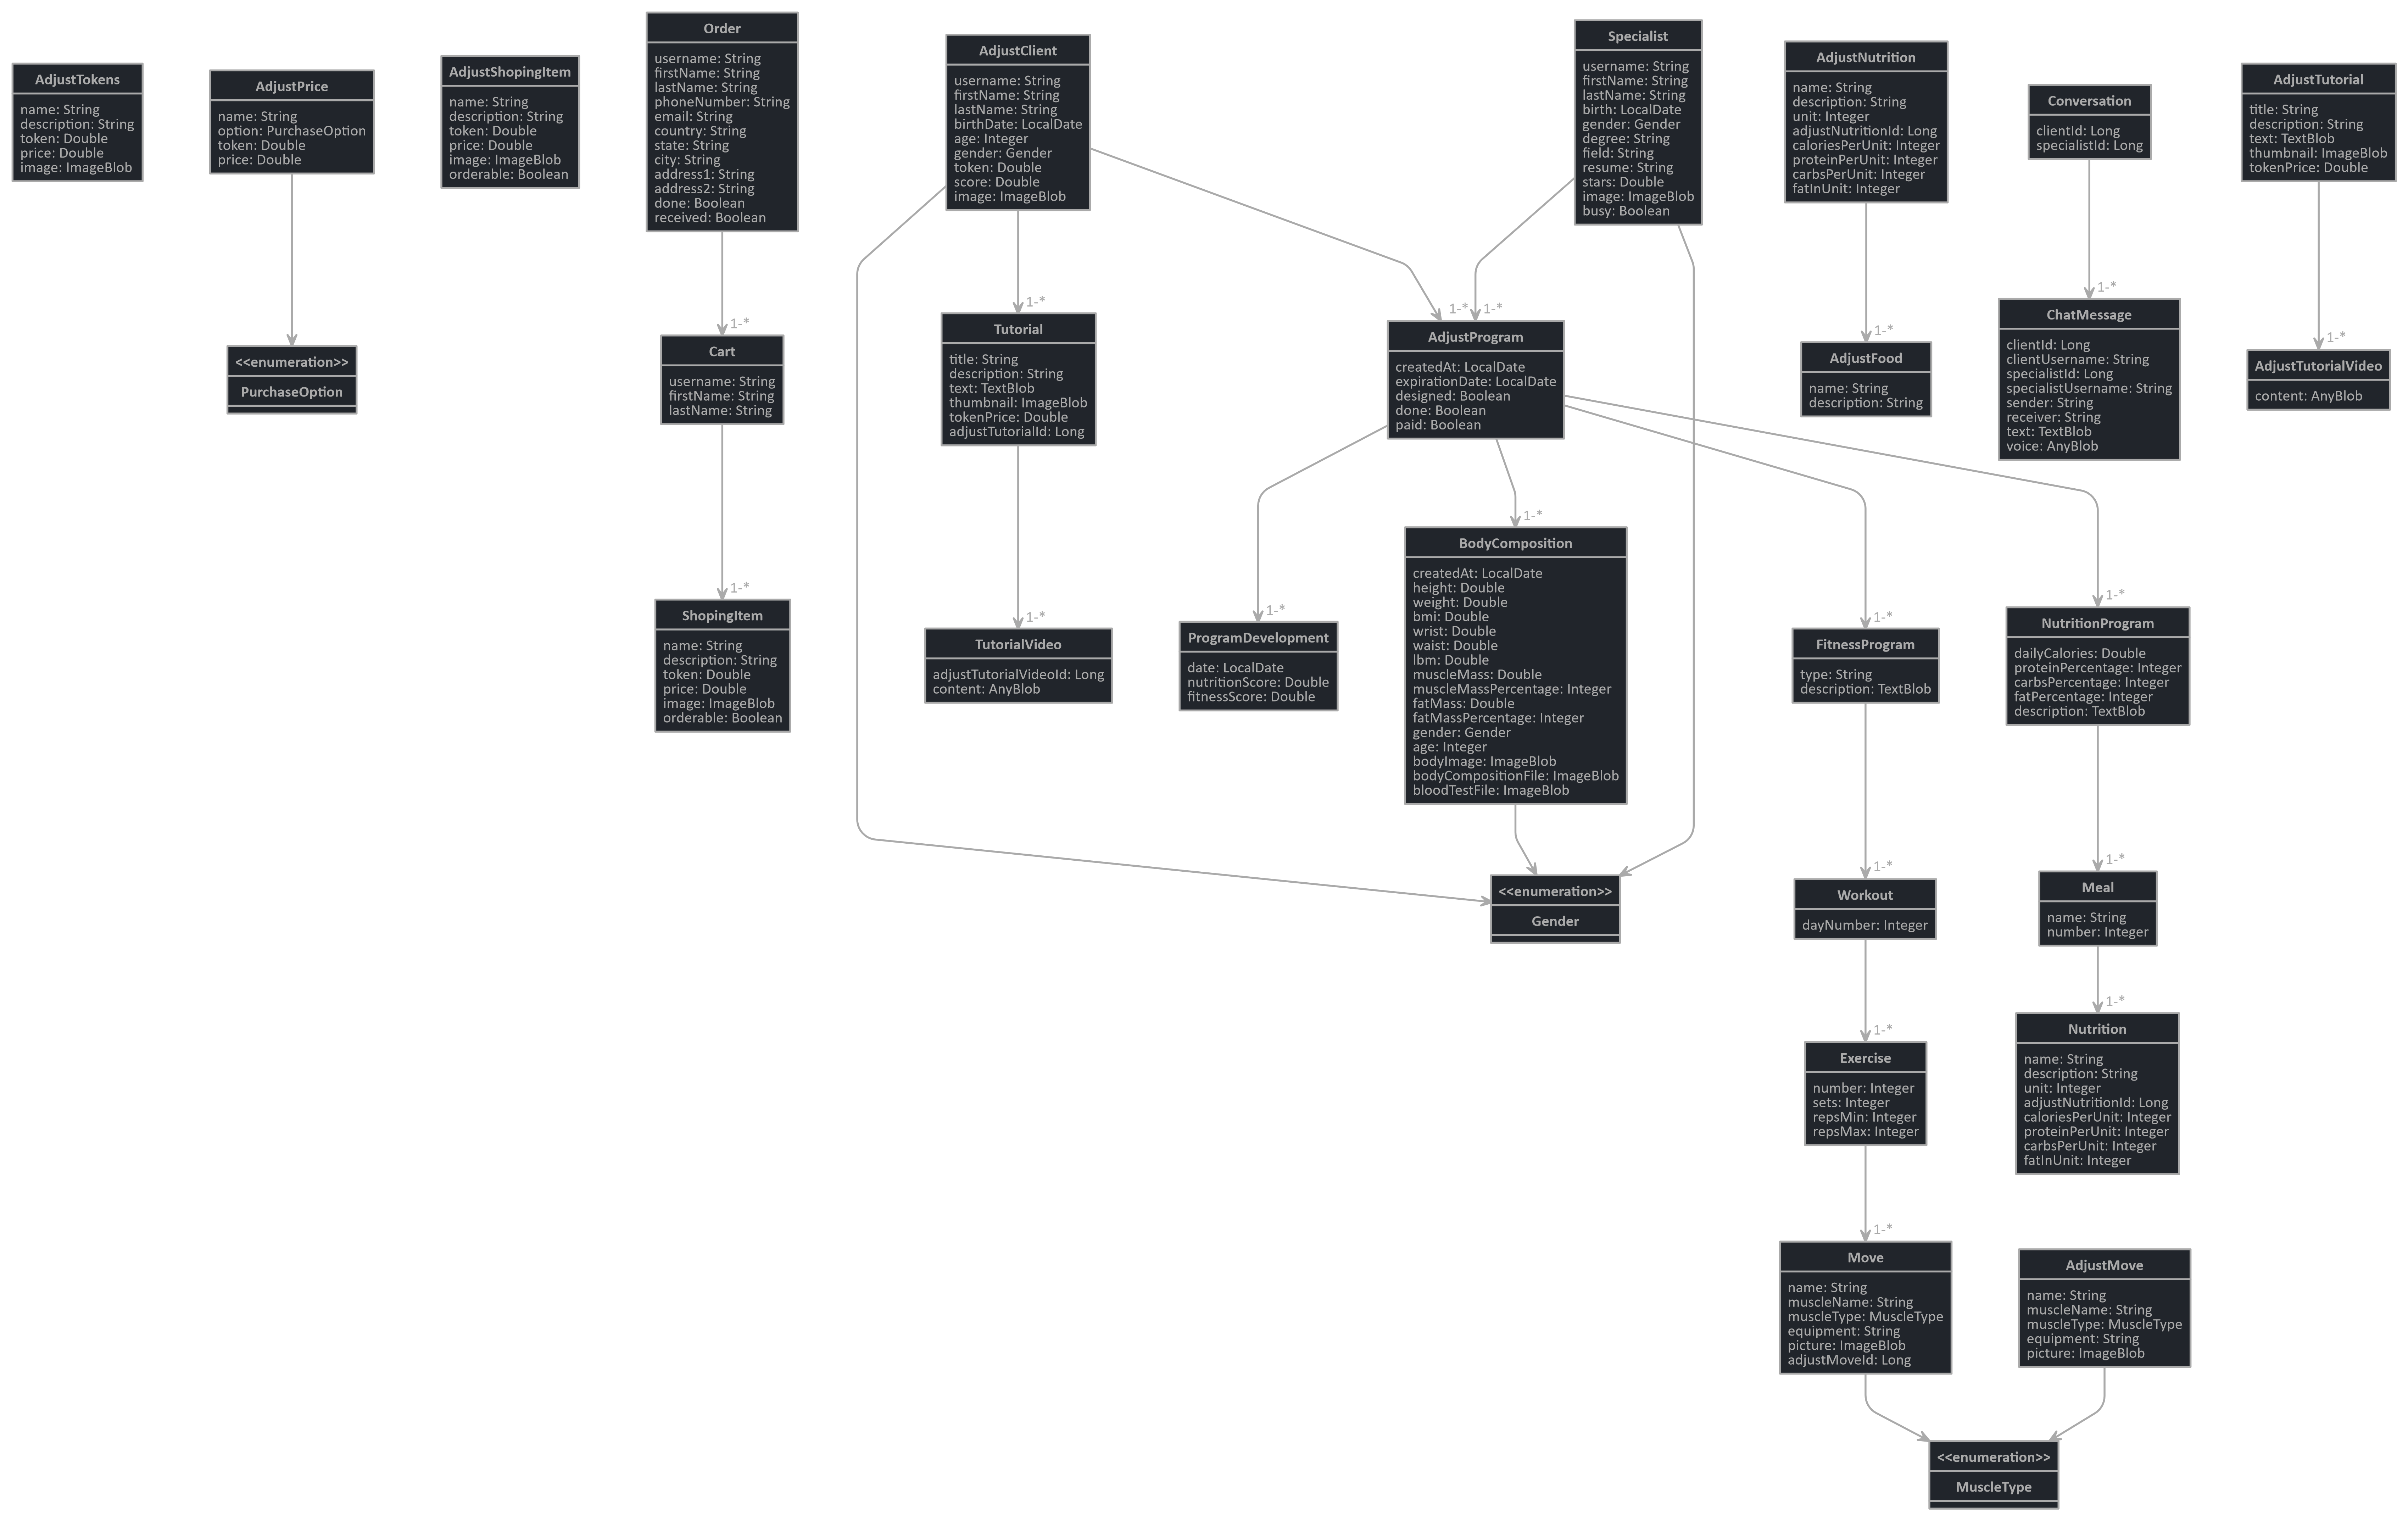 AdjustTokens
name: String
description: String
token: Double
price: Double
image: ImageBlob
AdjustPrice
name: String
option: PurchaseOption
token: Double
price: Double
AdjustShopingItem
name: String
description: String
token: Double
price: Double
image: ImageBlob
orderable: Boolean
Order
username: String
firstName: String
lastName: String
phoneNumber: String
email: String
country: String
state: String
city: String
address1: String
address2: String
done: Boolean
received: Boolean
AdjustClient
username: String
firstName: String
lastName: String
birthDate: LocalDate
age: Integer
gender: Gender
token: Double
score: Double
image: ImageBlob
Specialist
username: String
firstName: String
lastName: String
birth: LocalDate
gender: Gender
degree: String
field: String
resume: String
stars: Double
image: ImageBlob
busy: Boolean
AdjustNutrition
name: String
description: String
unit: Integer
adjustNutritionId: Long
caloriesPerUnit: Integer
proteinPerUnit: Integer
carbsPerUnit: Integer
fatInUnit: Integer
Conversation
clientId: Long
specialistId: Long
AdjustTutorial
title: String
description: String
text: TextBlob
thumbnail: ImageBlob
tokenPrice: Double
<<enumeration>>
PurchaseOption
1-*
Cart
username: String
firstName: String
lastName: String
1-*
Tutorial
title: String
description: String
text: TextBlob
thumbnail: ImageBlob
tokenPrice: Double
adjustTutorialId: Long
1-*
1-*
AdjustProgram
createdAt: LocalDate
expirationDate: LocalDate
designed: Boolean
done: Boolean
paid: Boolean
1-*
AdjustFood
name: String
description: String
1-*
ChatMessage
clientId: Long
clientUsername: String
specialistId: Long
specialistUsername: String
sender: String
receiver: String
text: TextBlob
voice: AnyBlob
1-*
AdjustTutorialVideo
content: AnyBlob
1-*
ShopingItem
name: String
description: String
token: Double
price: Double
image: ImageBlob
orderable: Boolean
1-*
TutorialVideo
adjustTutorialVideoId: Long
content: AnyBlob
1-*
ProgramDevelopment
date: LocalDate
nutritionScore: Double
fitnessScore: Double
1-*
BodyComposition
createdAt: LocalDate
height: Double
weight: Double
bmi: Double
wrist: Double
waist: Double
lbm: Double
muscleMass: Double
muscleMassPercentage: Integer
fatMass: Double
fatMassPercentage: Integer
gender: Gender
age: Integer
bodyImage: ImageBlob
bodyCompositionFile: ImageBlob
bloodTestFile: ImageBlob
1-*
FitnessProgram
type: String
description: TextBlob
1-*
NutritionProgram
dailyCalories: Double
proteinPercentage: Integer
carbsPercentage: Integer
fatPercentage: Integer
description: TextBlob
<<enumeration>>
Gender
1-*
Workout
dayNumber: Integer
1-*
Meal
name: String
number: Integer
1-*
Exercise
number: Integer
sets: Integer
repsMin: Integer
repsMax: Integer
1-*
Nutrition
name: String
description: String
unit: Integer
adjustNutritionId: Long
caloriesPerUnit: Integer
proteinPerUnit: Integer
carbsPerUnit: Integer
fatInUnit: Integer
1-*
Move
name: String
muscleName: String
muscleType: MuscleType
equipment: String
picture: ImageBlob
adjustMoveId: Long
AdjustMove
name: String
muscleName: String
muscleType: MuscleType
equipment: String
picture: ImageBlob
<<enumeration>>
MuscleType